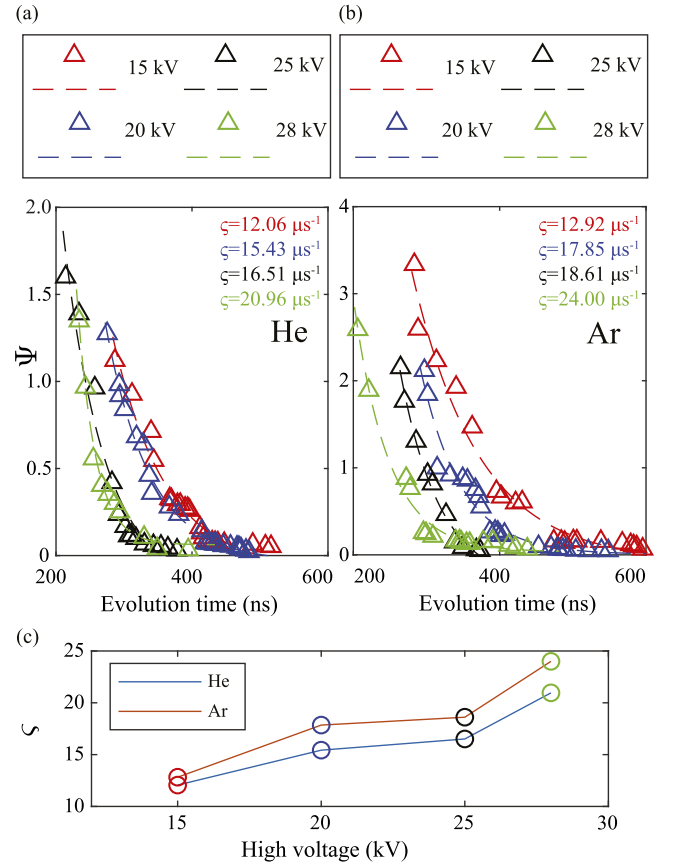 (a)
(b)
15 kV
25 kV
20 kV
28 kV
15 kV
25 kV
20 kV
28 kV
2.0
1.5
1.0
0.5
0
Ψ
ς=12.06 μs⁻¹
ς=15.43 μs⁻¹
ς=16.51 μs⁻¹
ς=20.96 μs⁻¹
He
200
400
600
Evolution time (ns)
4
3
2
1
0
ς=12.92 μs⁻¹
ς=17.85 μs⁻¹
ς=18.61 μs⁻¹
ς=24.00 μs⁻¹
Ar
200
400
600
Evolution time (ns)
(c)
25
20
15
10
ς
He
Ar
15
20
25
30
High voltage (kV)